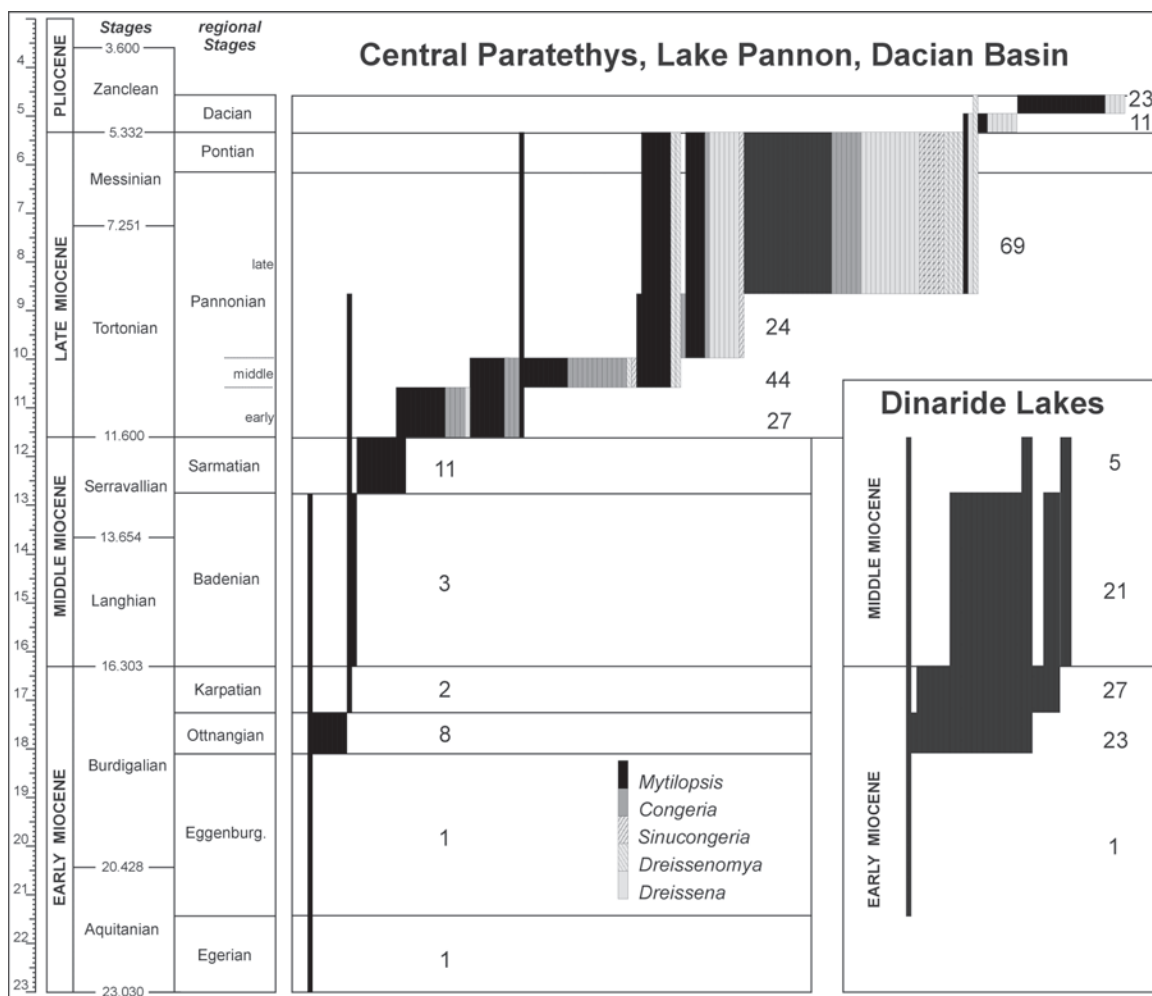 Stages
regional
Stages
Central Paratethys, Lake Pannon, Dacian Basin
PLIOCENE
LATE MIOCENE
MIDDLE MIOCENE
EARLY MIOCENE
4
5
6
7
8
9
10
11
12
13
14
15
16
17
18
19
20
21
22
23
3.600
Zanclean
5.332
Messinian
7.251
Tortonian
11.600
Serravallian
13.654
Langhian
16.303
Burdigalian
20.428
Aquitanian
23.030
Dacian
Pontian
late
Pannonian
middle
early
Sarmatian
Badenian
Karpatian
Ottnangian
Eggenburg.
Egerian
23
11
69
24
44
27
11
3
2
8
1
1
Mytilopsis
Congeria
Sinucongeria
Dreissenomya
Dreissena
Dinaride Lakes
MIDDLE MIOCENE
EARLY MIOCENE
5
21
27
23
1